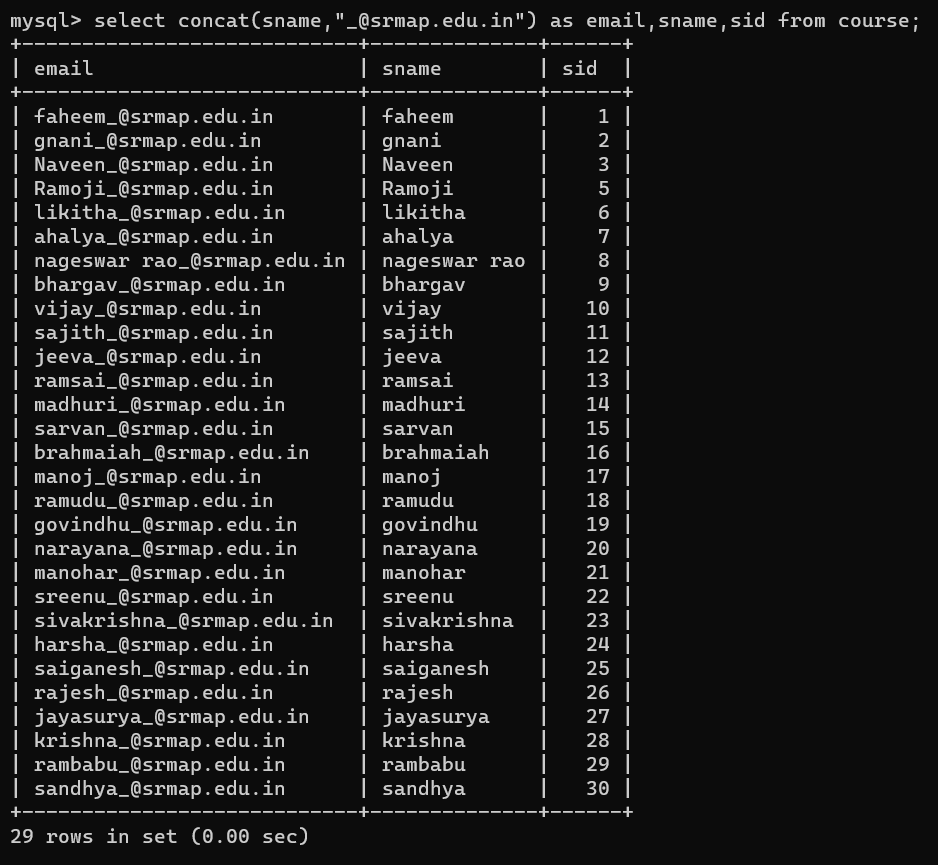 mysql> select concat(sname,"_@srmap.edu.in") as email,sname,sid from course;
+----------------------------+--------------+------+
| email                      | sname        | sid  |
+----------------------------+--------------+------+
| faheem_@srmap.edu.in       | faheem       |    1 |
| gnani_@srmap.edu.in        | gnani        |    2 |
| Naveen_@srmap.edu.in       | Naveen       |    3 |
| Ramoji_@srmap.edu.in       | Ramoji       |    5 |
| likitha_@srmap.edu.in      | likitha      |    6 |
| ahalya_@srmap.edu.in       | ahalya       |    7 |
| nageswar rao_@srmap.edu.in | nageswar rao |    8 |
| bhargav_@srmap.edu.in      | bhargav      |    9 |
| vijay_@srmap.edu.in        | vijay        |   10 |
| sajith_@srmap.edu.in       | sajith       |   11 |
| jeeva_@srmap.edu.in        | jeeva        |   12 |
| ramsai_@srmap.edu.in       | ramsai       |   13 |
| madhuri_@srmap.edu.in      | madhuri      |   14 |
| sarvan_@srmap.edu.in       | sarvan       |   15 |
| brahmaiah_@srmap.edu.in    | brahmaiah    |   16 |
| manoj_@srmap.edu.in        | manoj        |   17 |
| ramudu_@srmap.edu.in       | ramudu       |   18 |
| govindhu_@srmap.edu.in     | govindhu     |   19 |
| narayana_@srmap.edu.in     | narayana     |   20 |
| manohar_@srmap.edu.in      | manohar      |   21 |
| sreenu_@srmap.edu.in       | sreenu       |   22 |
| sivakrishna_@srmap.edu.in  | sivakrishna  |   23 |
| harsha_@srmap.edu.in       | harsha       |   24 |
| saiganesh_@srmap.edu.in    | saiganesh    |   25 |
| rajesh_@srmap.edu.in       | rajesh       |   26 |
| jayasurya_@srmap.edu.in    | jayasurya    |   27 |
| krishna_@srmap.edu.in      | krishna      |   28 |
| rambabu_@srmap.edu.in      | rambabu      |   29 |
| sandhya_@srmap.edu.in      | sandhya      |   30 |
+----------------------------+--------------+------+
29 rows in set (0.00 sec)